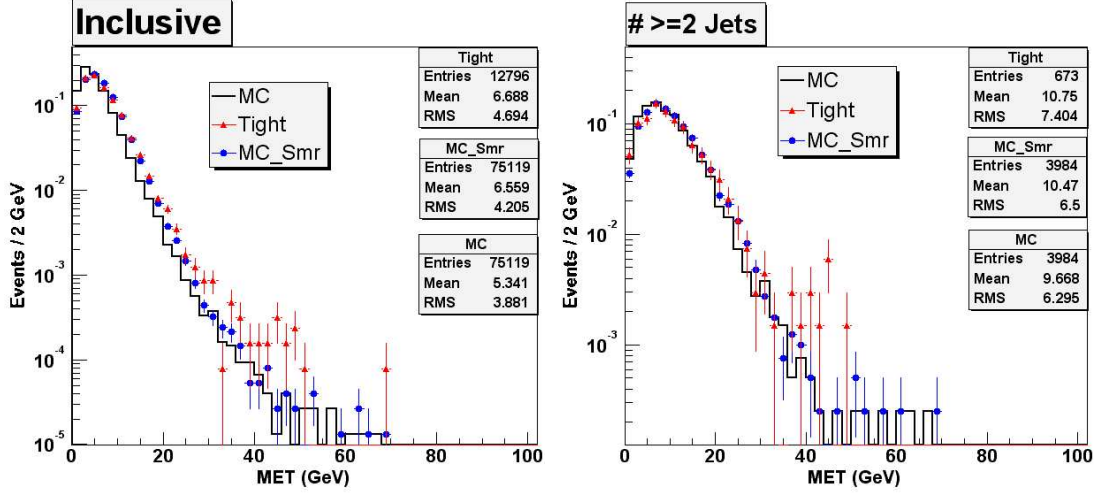 Inclusive
Events / 2 GeV
10⁻¹
10⁻²
10⁻³
10⁻⁴
10⁻⁵
MC
Tight
MC_Smr
Tight
Entries 12796
Mean 6.688
RMS 4.694
MC_Smr
Entries 75119
Mean 6.559
RMS 4.205
MC
Entries 75119
Mean 5.341
RMS 3.881
0 20 40 60 80 100
MET (GeV)
# >=2 Jets
Events / 2 GeV
10⁻¹
10⁻²
10⁻³
MC
Tight
MC_Smr
Tight
Entries 673
Mean 10.75
RMS 7.404
MC_Smr
Entries 3984
Mean 10.47
RMS 6.5
MC
Entries 3984
Mean 9.668
RMS 6.295
0 20 40 60 80 100
MET (GeV)